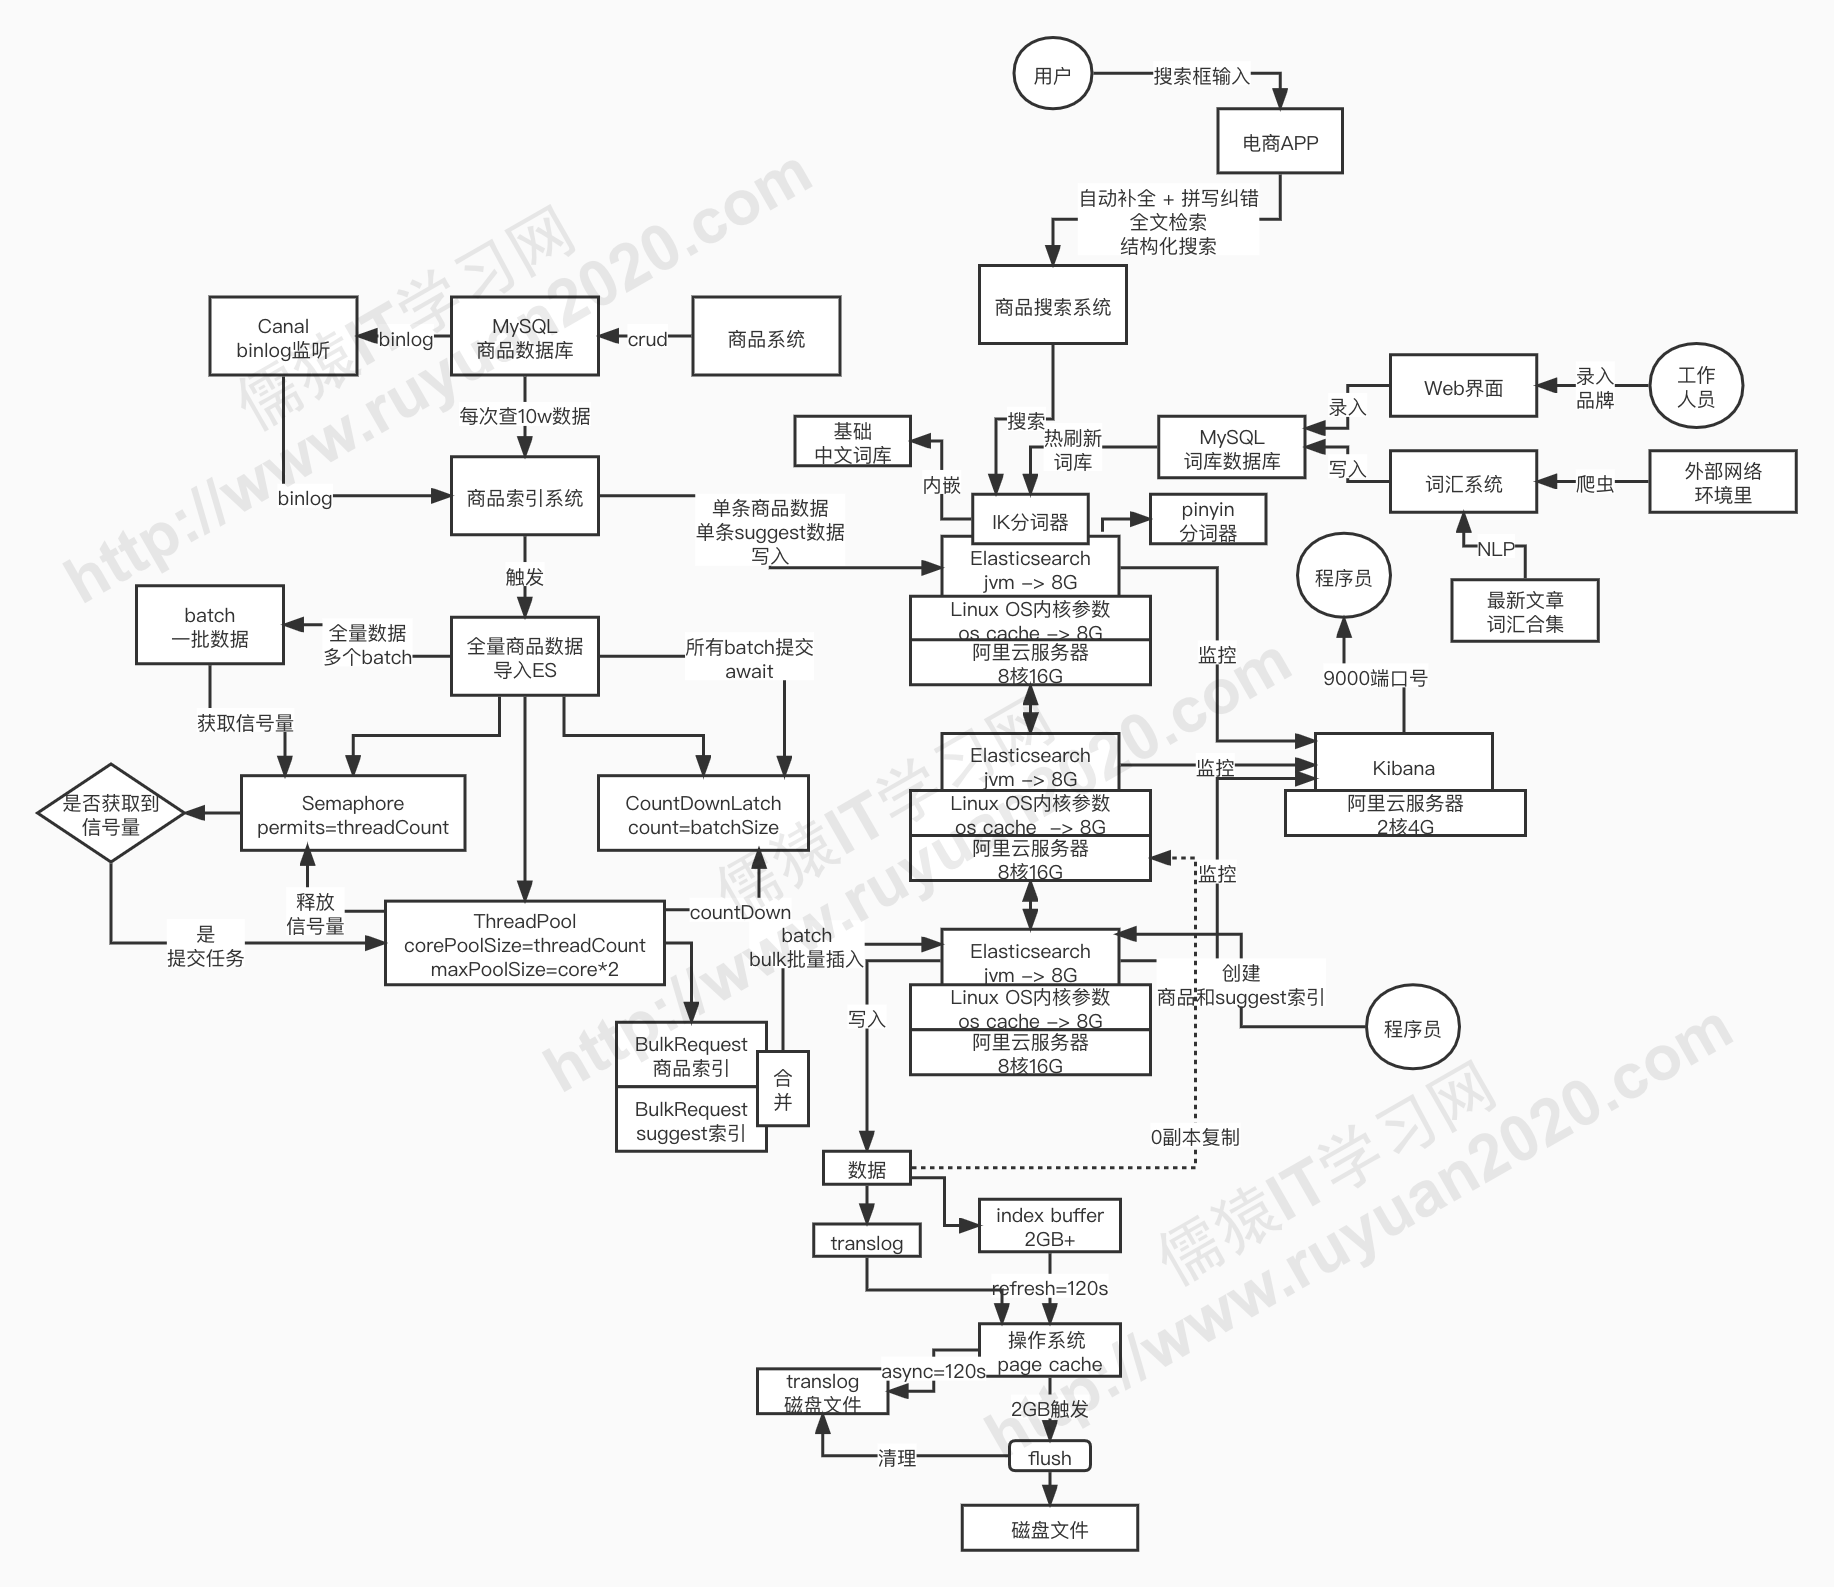 用户
搜索框输入
电商APP
自动补全 + 拼写纠错
全文检索
结构化搜索
商品搜索系统
Canal
binlog监听
binlog
MySQL
商品数据库
crud
商品系统
每次查10w数据
binlog
商品索引系统
单条商品数据
单条suggest数据
写入
触发
batch
一批数据
全量数据
多个batch
全量商品数据
导入ES
所有batch提交
await
获取信号量
是否获取到
信号量
Semaphore
permits=threadCount
CountDownLatch
count=batchSize
释放
信号量
是
提交任务
ThreadPool
corePoolSize=threadCount
maxPoolSize=core*2
countDown
batch
bulk批量插入
BulkRequest
商品索引
BulkRequest
suggest索引
合
并
搜索
热刷新
词库
基础
中文词库
内嵌
IK分词器
pinyin
分词器
MySQL
词库数据库
录入
写入
Web界面
录入
品牌
工作
人员
词汇系统
爬虫
外部网络
环境里
NLP
最新文章
词汇合集
程序员
9000端口号
Elasticsearch
jvm -> 8G
Linux OS内核参数
os cache -> 8G
阿里云服务器
8核16G
监控
Elasticsearch
jvm -> 8G
Linux OS内核参数
os cache -> 8G
阿里云服务器
8核16G
监控
Kibana
阿里云服务器
2核4G
监控
Elasticsearch
jvm -> 8G
Linux OS内核参数
os cache -> 8G
阿里云服务器
8核16G
创建
商品和suggest索引
程序员
写入
0副本复制
数据
translog
index buffer
2GB+
refresh=120s
操作系统
page cache
async=120s
translog
磁盘文件
2GB触发
清理
flush
磁盘文件
儒猿IT学习网
http://www.ruyuan2020.com
儒猿IT学习网
http://www.ruyuan2020.com
儒猿IT学习网
http://www.ruyuan2020.com